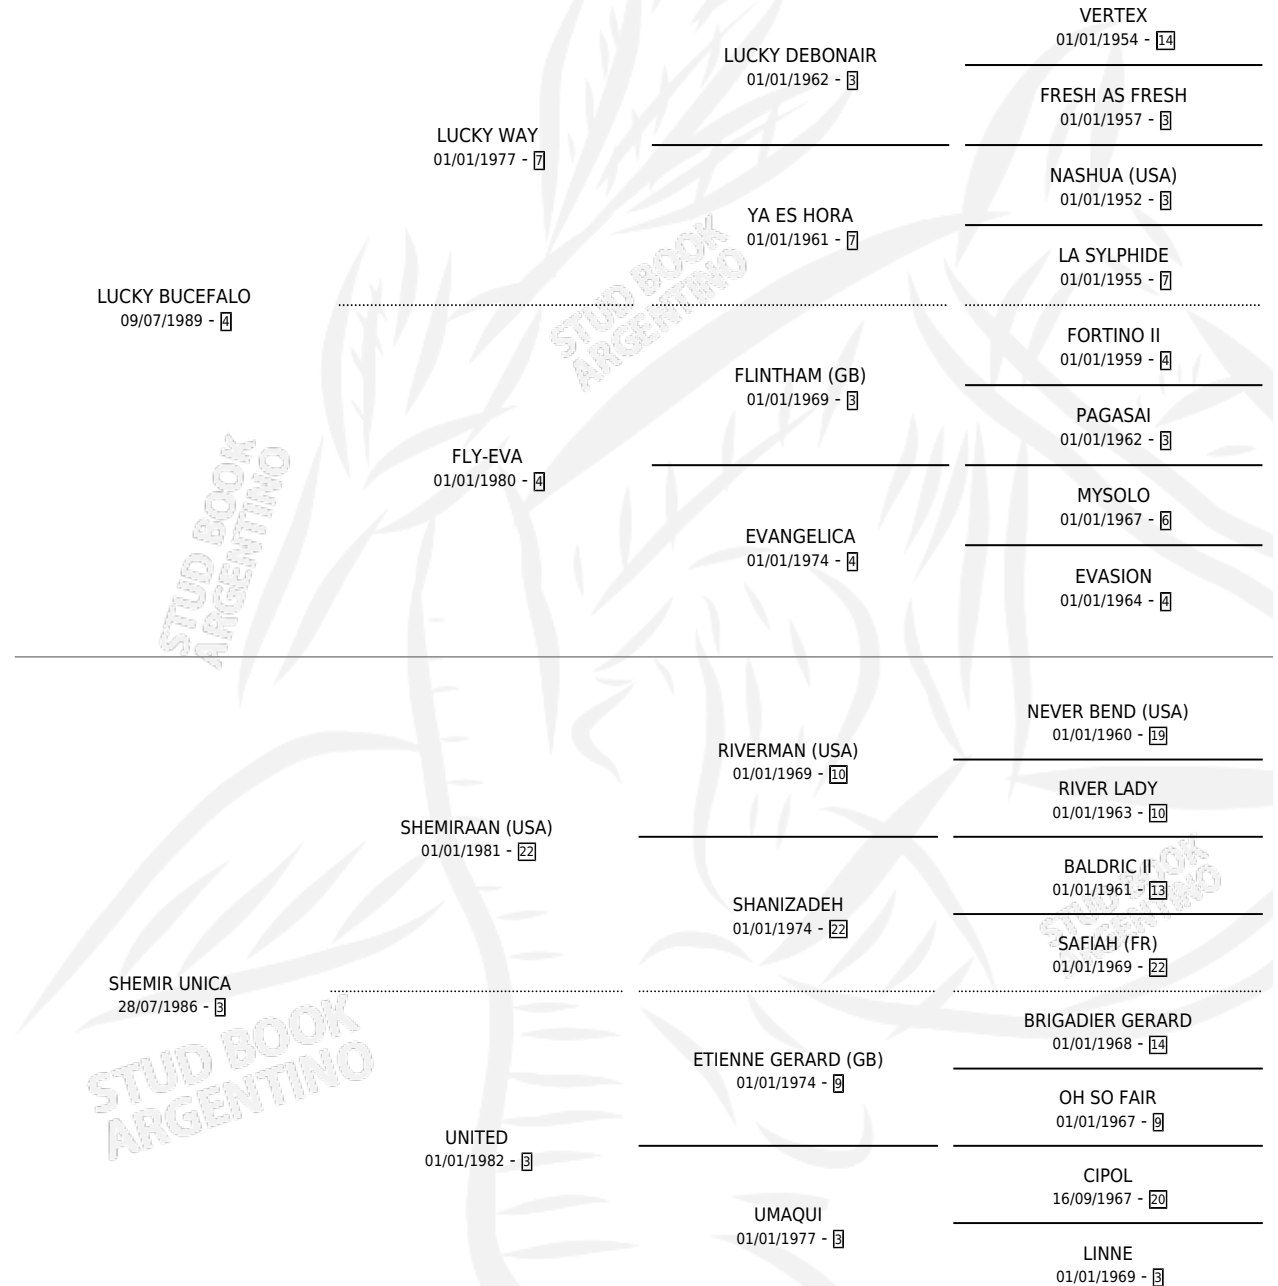 VERTEX
01/01/1954 - 14
LUCKY DEBONAIR
01/01/1962 - 3
FRESH AS FRESH
01/01/1957 - 3
LUCKY WAY
01/01/1977 - 7
NASHUA (USA)
01/01/1952 - 3
YA ES HORA
01/01/1961 - 7
LA SYLPHIDE
01/01/1955 - 7
LUCKY BUCEFALO
09/07/1989 - 4
FORTINO II
01/01/1959 - 4
FLINTHAM (GB)
01/01/1969 - 3
PAGASAI
01/01/1962 - 3
FLY-EVA
01/01/1980 - 4
MYSOLO
01/01/1967 - 6
EVANGELICA
01/01/1974 - 4
EVASION
01/01/1964 - 4
NEVER BEND (USA)
01/01/1960 - 19
RIVERMAN (USA)
01/01/1969 - 10
RIVER LADY
01/01/1963 - 10
SHEMIRAAN (USA)
01/01/1981 - 22
BALDRIC II
01/01/1961 - 13
SHANIZADEH
01/01/1974 - 22
SAFIAH (FR)
01/01/1969 - 22
SHEMIR UNICA
28/07/1986 - 3
BRIGADIER GERARD
01/01/1968 - 14
ETIENNE GERARD (GB)
01/01/1974 - 9
OH SO FAIR
01/01/1967 - 9
UNITED
01/01/1982 - 3
CIPOL
16/09/1967 - 20
UMAQUI
01/01/1977 - 3
LINNE
01/01/1969 - 3
STUD BOOK
ARGENTINO
STUD BOOK
ARGENTINO
STUD BOOK
ARGENTINO
STUD BOOK
ARGENTINO